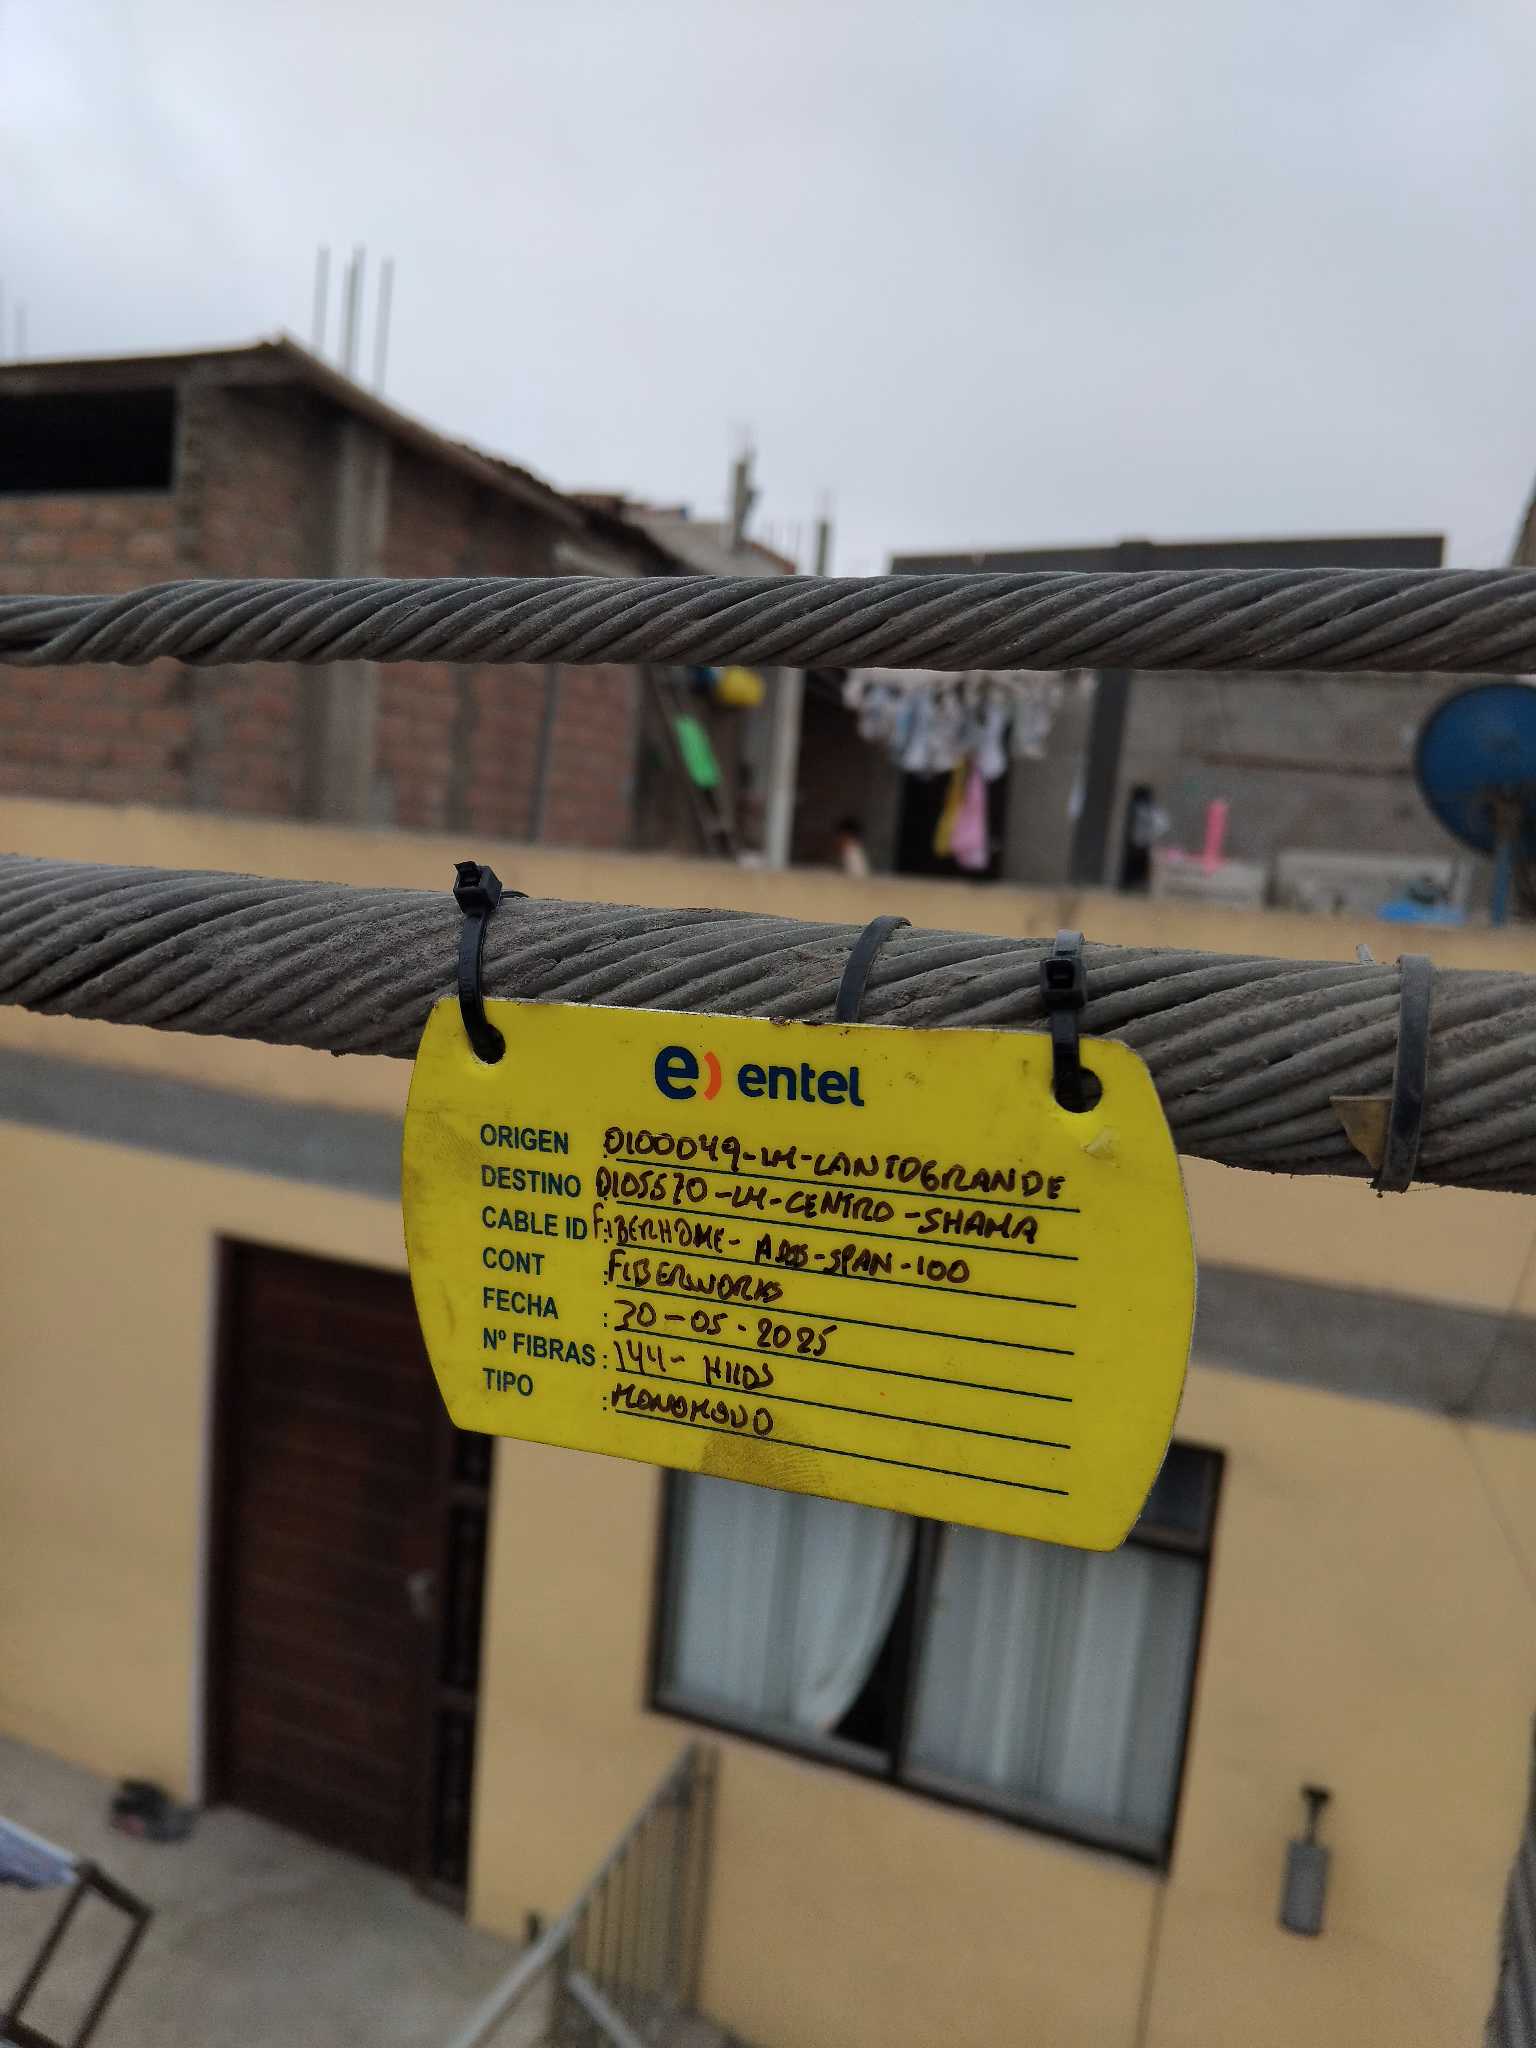 e) entel
ORIGEN : 0100049-LM-CANTOGRANDE
DESTINO : 0105570-LM-CENTRO-SHAMA
CABLE ID : FIBERHOME- ADSS-SPAN-100
CONT : FIBERWORKS
FECHA : 30-05-2025
Nº FIBRAS : 144- HILOS
TIPO : MONOMODO